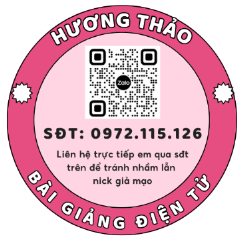 HƯƠNG THẢO
Zalo
SĐT: 0972.115.126
Liên hệ trực tiếp em qua sđt
trên để tránh nhầm lẫn
nick giả mạo
BÀI GIẢNG ĐIỆN TỬ